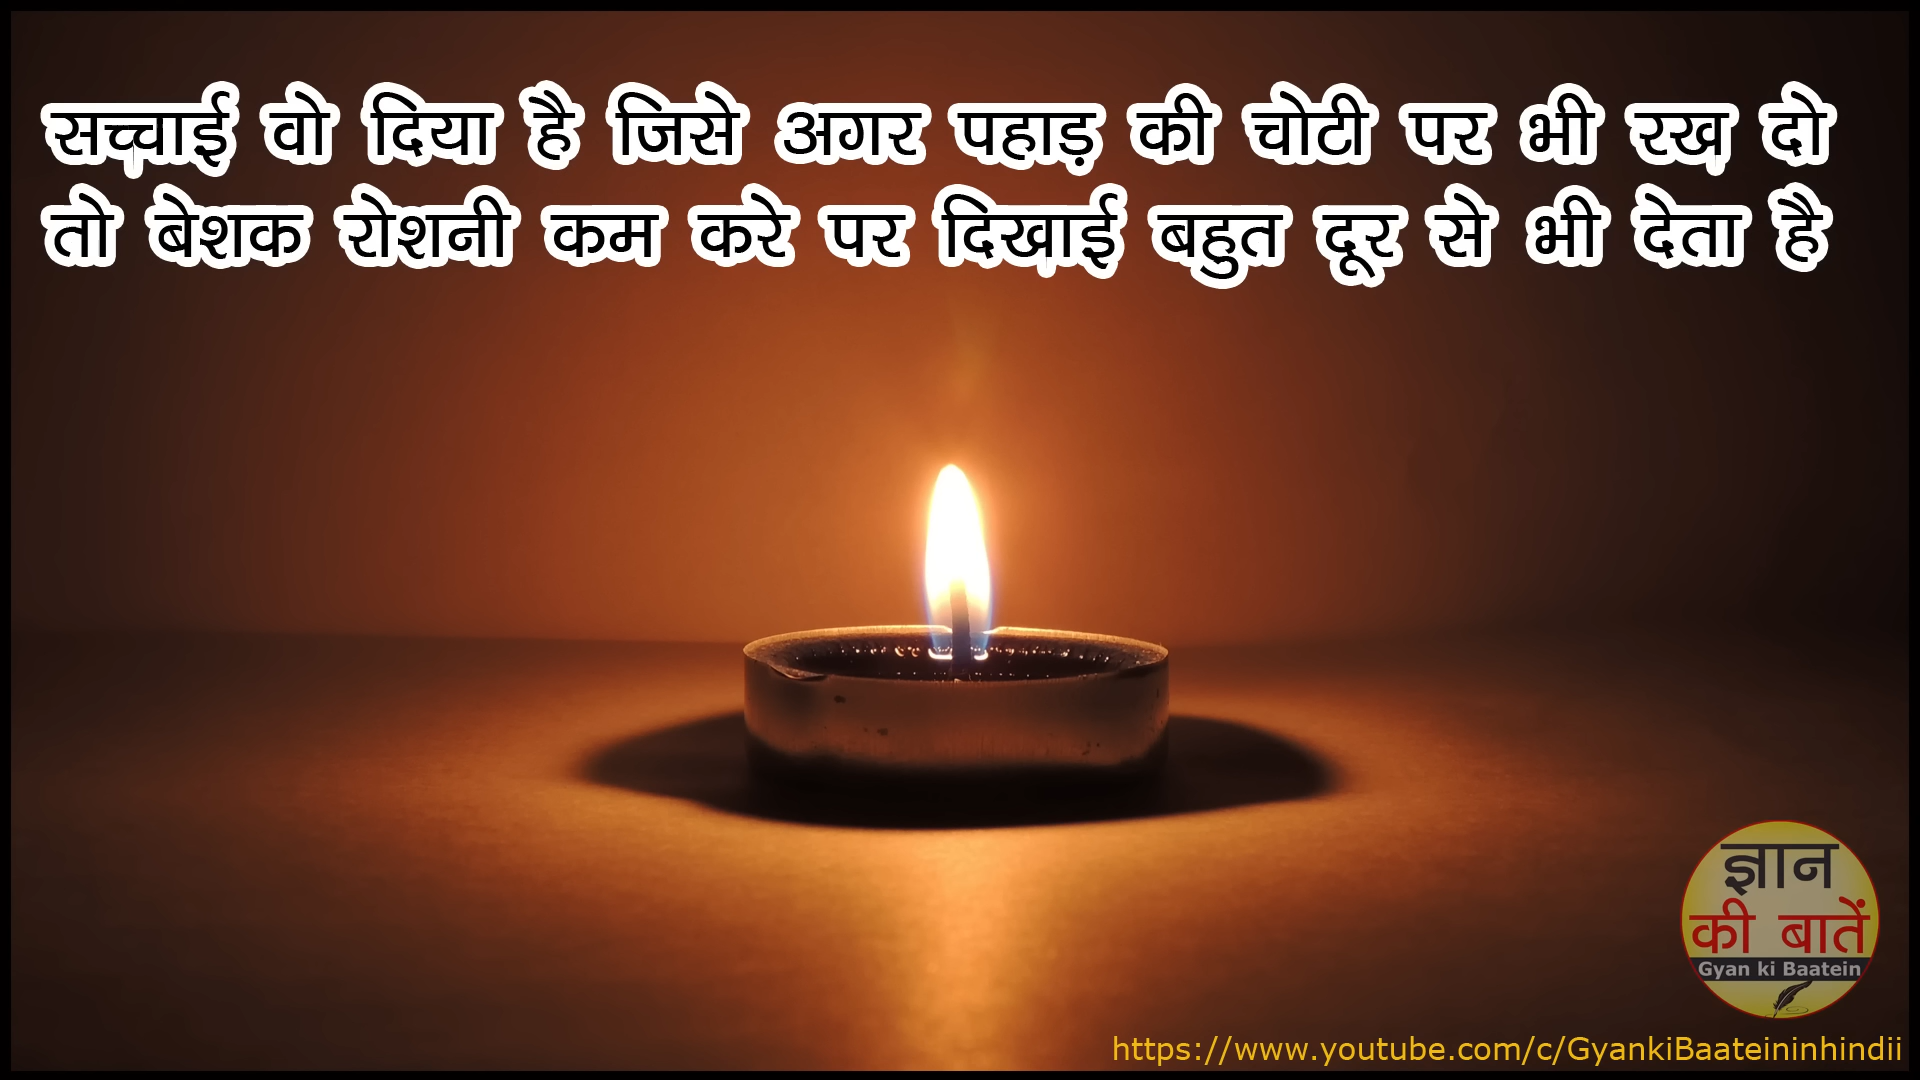 सच्चाई वो दिया है जिसे अगर पहाड़ की चोटी पर भी रख दो
तो बेशक रोशनी कम करे पर दिखाई बहुत दूर से भी देता है
ज्ञान
की बातें
Gyan ki Baatein
https://www.youtube.com/c/GyankiBaateininhindii